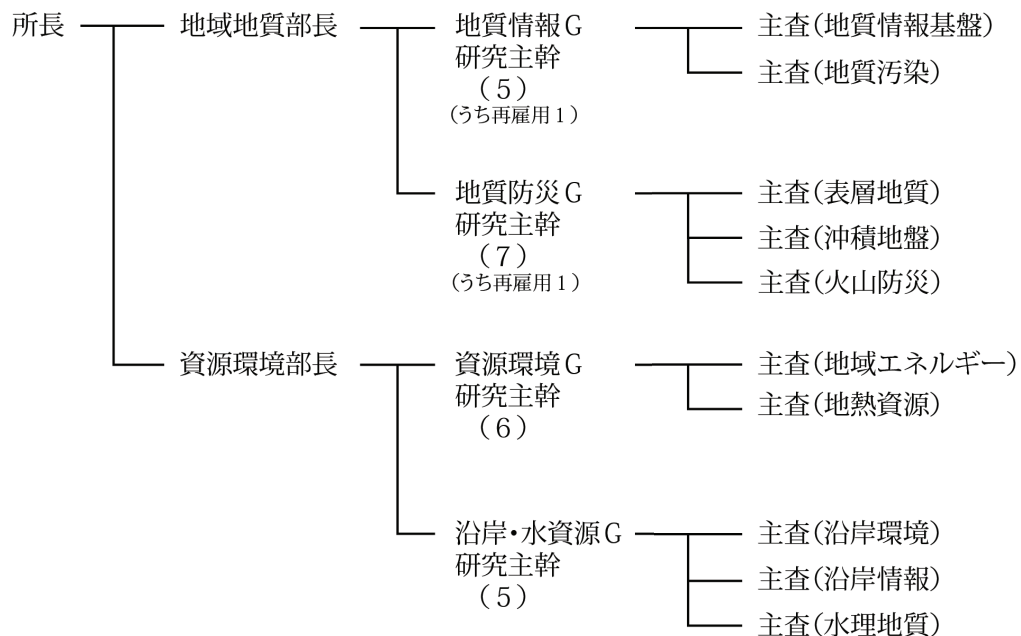 所長
地域地質部長
地質情報G
研究主幹
(5)
(うち再雇用1)
主査(地質情報基盤)
主査(地質汚染)
地質防災G
研究主幹
(7)
(うち再雇用1)
主査(表層地質)
主査(沖積地盤)
主査(火山防災)
資源環境部長
資源環境G
研究主幹
(6)
主査(地域エネルギー)
主査(地熱資源)
沿岸・水資源G
研究主幹
(5)
主査(沿岸環境)
主査(沿岸情報)
主査(水理地質)